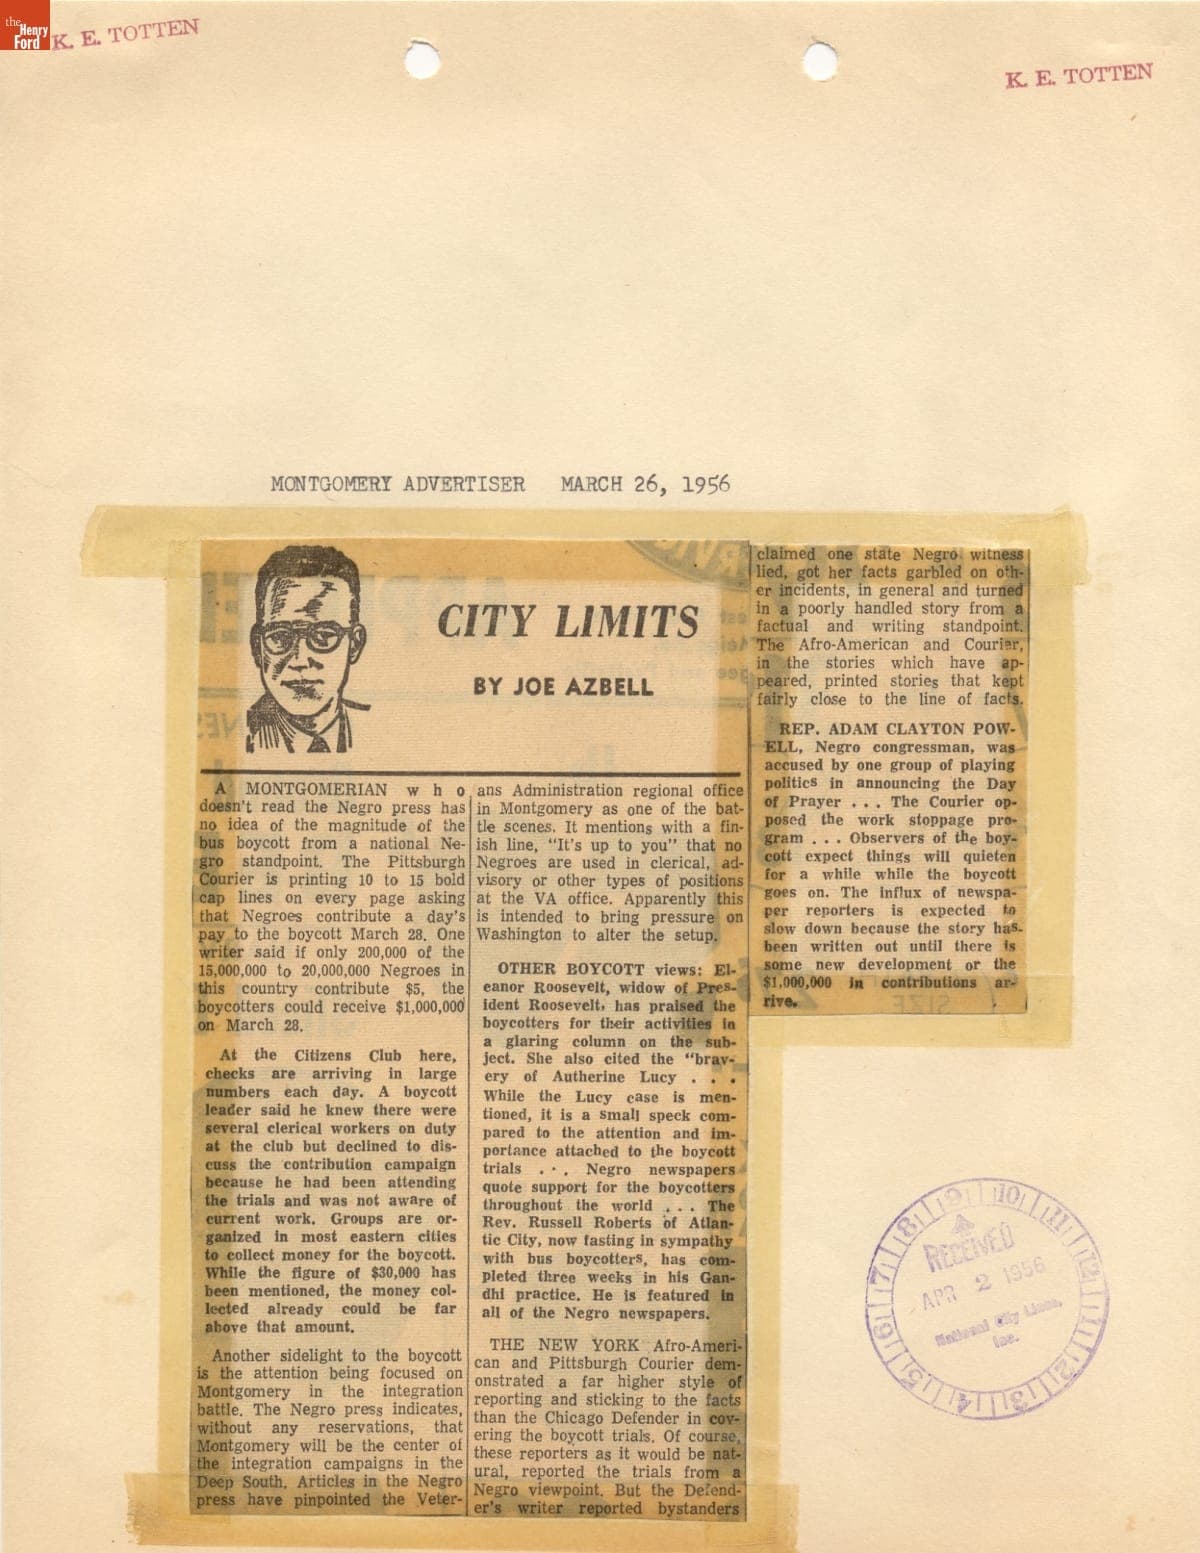 the
Henry
Ford
K. E. TOTTEN
K. E. TOTTEN
MONTGOMERY ADVERTISER MARCH 26, 1956
CITY LIMITS
BY JOE AZBELL
A MONTGOMERIAN who
doesn't read the Negro press has
no idea of the magnitude of the
bus boycott from a national Ne-
gro standpoint. The Pittsburgh
Courier is printing 10 to 15 bold
cap lines on every page asking
that Negroes contribute a day's
pay to the boycott March 28. One
writer said if only 200,000 of the
15,000,000 to 20,000,000 Negroes in
this country contribute $5, the
boycotters could receive $1,000,000
on March 28.
At the Citizens Club here,
checks are arriving in large
numbers each day. A boycott
leader said he knew there were
several clerical workers on duty
at the club but declined to dis-
cuss the contribution campaign
because he had been attending
the trials and was not aware of
current work. Groups are or-
ganized in most eastern cities
to collect money for the boycott.
While the figure of $30,000 has
been mentioned, the money col-
lected already could be far
above that amount.
Another sidelight to the boycott
is the attention being focused on
Montgomery in the integration
battle. The Negro press indicates,
without any reservations, that
Montgomery will be the center of
the integration campaigns in the
Deep South. Articles in the Negro
press have pinpointed the Veter-
ans Administration regional office
in Montgomery as one of the bat-
tle scenes. It mentions with a fin-
ish line, "It's up to you" that no
Negroes are used in clerical, ad-
visory or other types of positions
at the VA office. Apparently this
is intended to bring pressure on
Washington to alter the setup.
OTHER BOYCOTT views: El-
eanor Roosevelt, widow of Pres-
ident Roosevelt, has praised the
boycotters for their activities in
a glaring column on the sub-
ject. She also cited the "brav-
ery of Autherine Lucy . . .
While the Lucy case is men-
tioned, it is a small speck com-
pared to the attention and im-
portance attached to the boycott
trials . . . Negro newspapers
quote support for the boycotters
throughout the world . . . The
Rev. Russell Roberts of Atlan-
tic City, now fasting in sympathy
with bus boycotters, has com-
pleted three weeks in his Gan-
dhi practice. He is featured in
all of the Negro newspapers.
THE NEW YORK Afro-Ameri-
can and Pittsburgh Courier dem-
onstrated a far higher style of
reporting and sticking to the facts
than the Chicago Defender in cov-
ering the boycott trials. Of course,
these reporters as it would be nat-
ural, reported the trials from a
Negro viewpoint. But the Defend-
er's writer reported bystanders
claimed one state Negro witness
lied, got her facts garbled on oth-
er incidents, in general and turned
in a poorly handled story from a
factual and writing standpoint.
The Afro-American and Courier,
in the stories which have ap-
peared, printed stories that kept
fairly close to the line of facts.
REP. ADAM CLAYTON POW-
ELL, Negro congressman, was
accused by one group of playing
politics in announcing the Day
of Prayer . . . The Courier op-
posed the work stoppage pro-
gram . . . Observers of the boy-
cott expect things will quieten
for a while while the boycott
goes on. The influx of newspa-
per reporters is expected to
slow down because the story has
been written out until there is
some new development or the
$1,000,000 in contributions ar-
rive.
9 10 11 12 1 2 3 4 5 6 7 8
RECEIVED
APR 2 1956
National City Lines,
Inc.